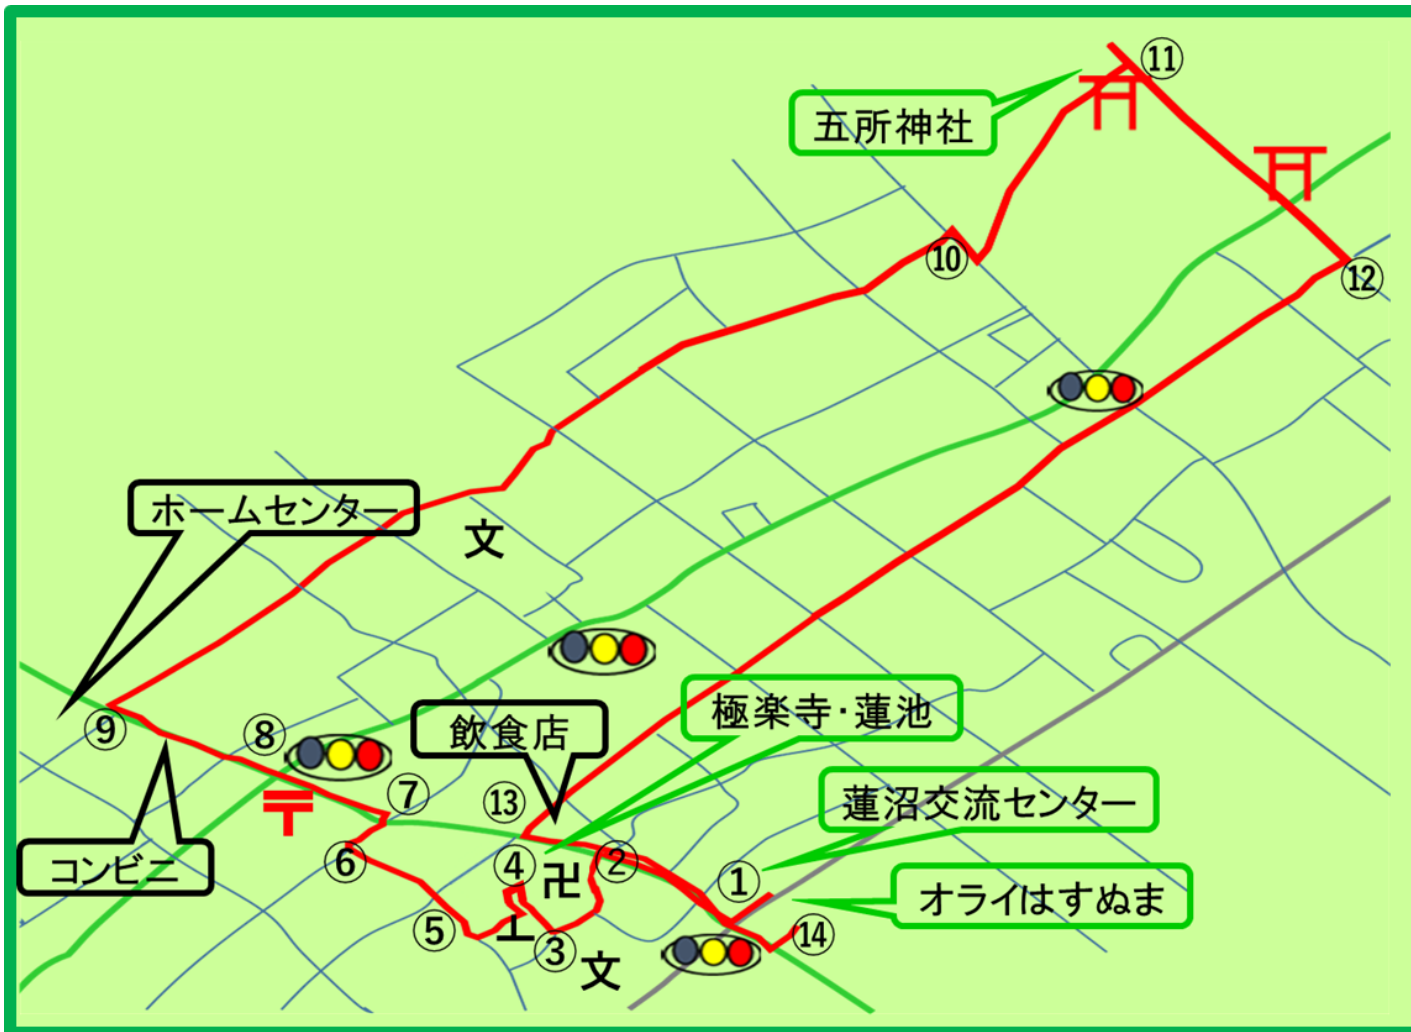 ⑪
五所神社
⑩
⑫
ホームセンター
文
極楽寺・蓮池
⑨
⑧
飲食店
⑦
⑬
蓮沼交流センター
〒
コンビニ
⑥
④
卍
②
①
オライはすぬま
⑤
③
⑭
文